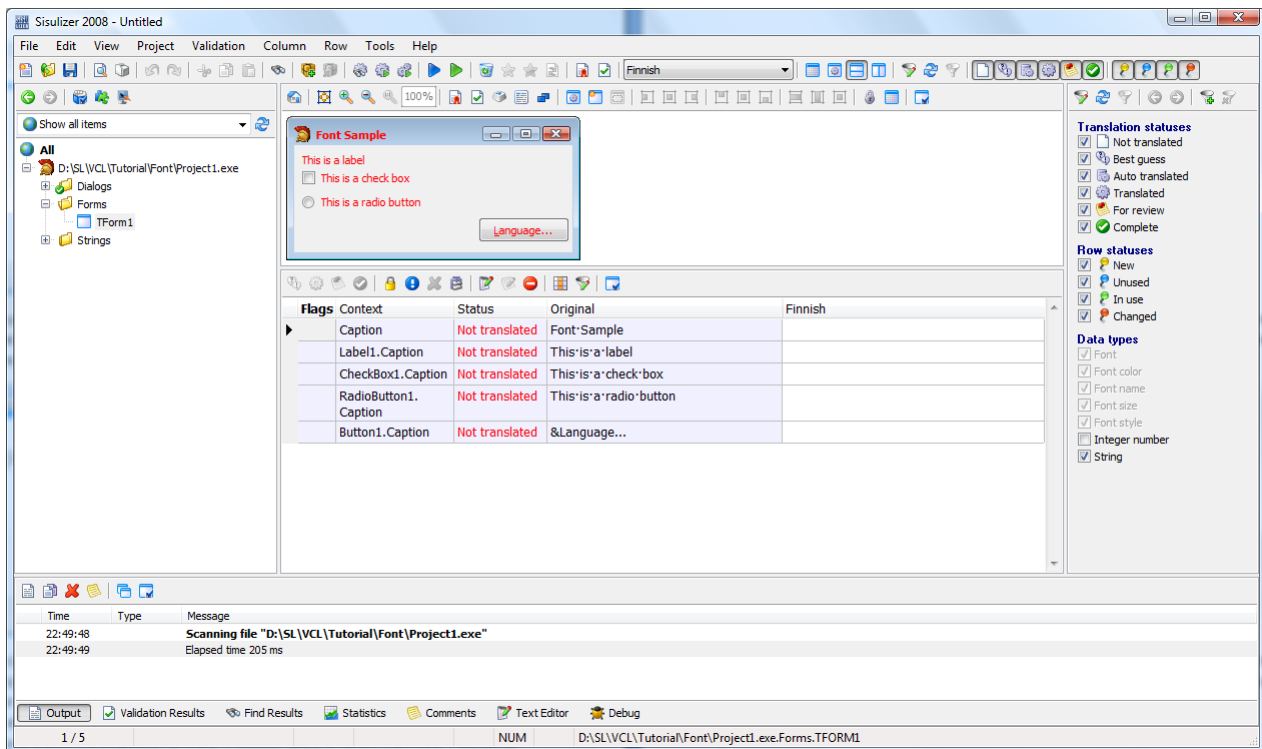 Sisulizer 2008 - Untitled
File Edit View Project Validation Column Row Tools Help
Finnish
100%
Show all items
All
D:\SL\VCL\Tutorial\Font\Project1.exe
Dialogs
Forms
TForm1
Strings
Font Sample
This is a label
This is a check box
This is a radio button
Language...
Flags Context Status Original Finnish
Caption Not translated Font·Sample
Label1.Caption Not translated This·is·a·label
CheckBox1.Caption Not translated This·is·a·check·box
RadioButton1. Not translated This·is·a·radio·button
Caption
Button1.Caption Not translated &Language...
Translation statuses
Not translated
Best guess
Auto translated
Translated
For review
Complete
Row statuses
New
Unused
In use
Changed
Data types
Font
Font color
Font name
Font size
Font style
Integer number
String
Time Type Message
22:49:48 Scanning file "D:\SL\VCL\Tutorial\Font\Project1.exe"
22:49:49 Elapsed time 205 ms
Output Validation Results Find Results Statistics Comments Text Editor Debug
1 / 5 NUM D:\SL\VCL\Tutorial\Font\Project1.exe.Forms.TFORM1